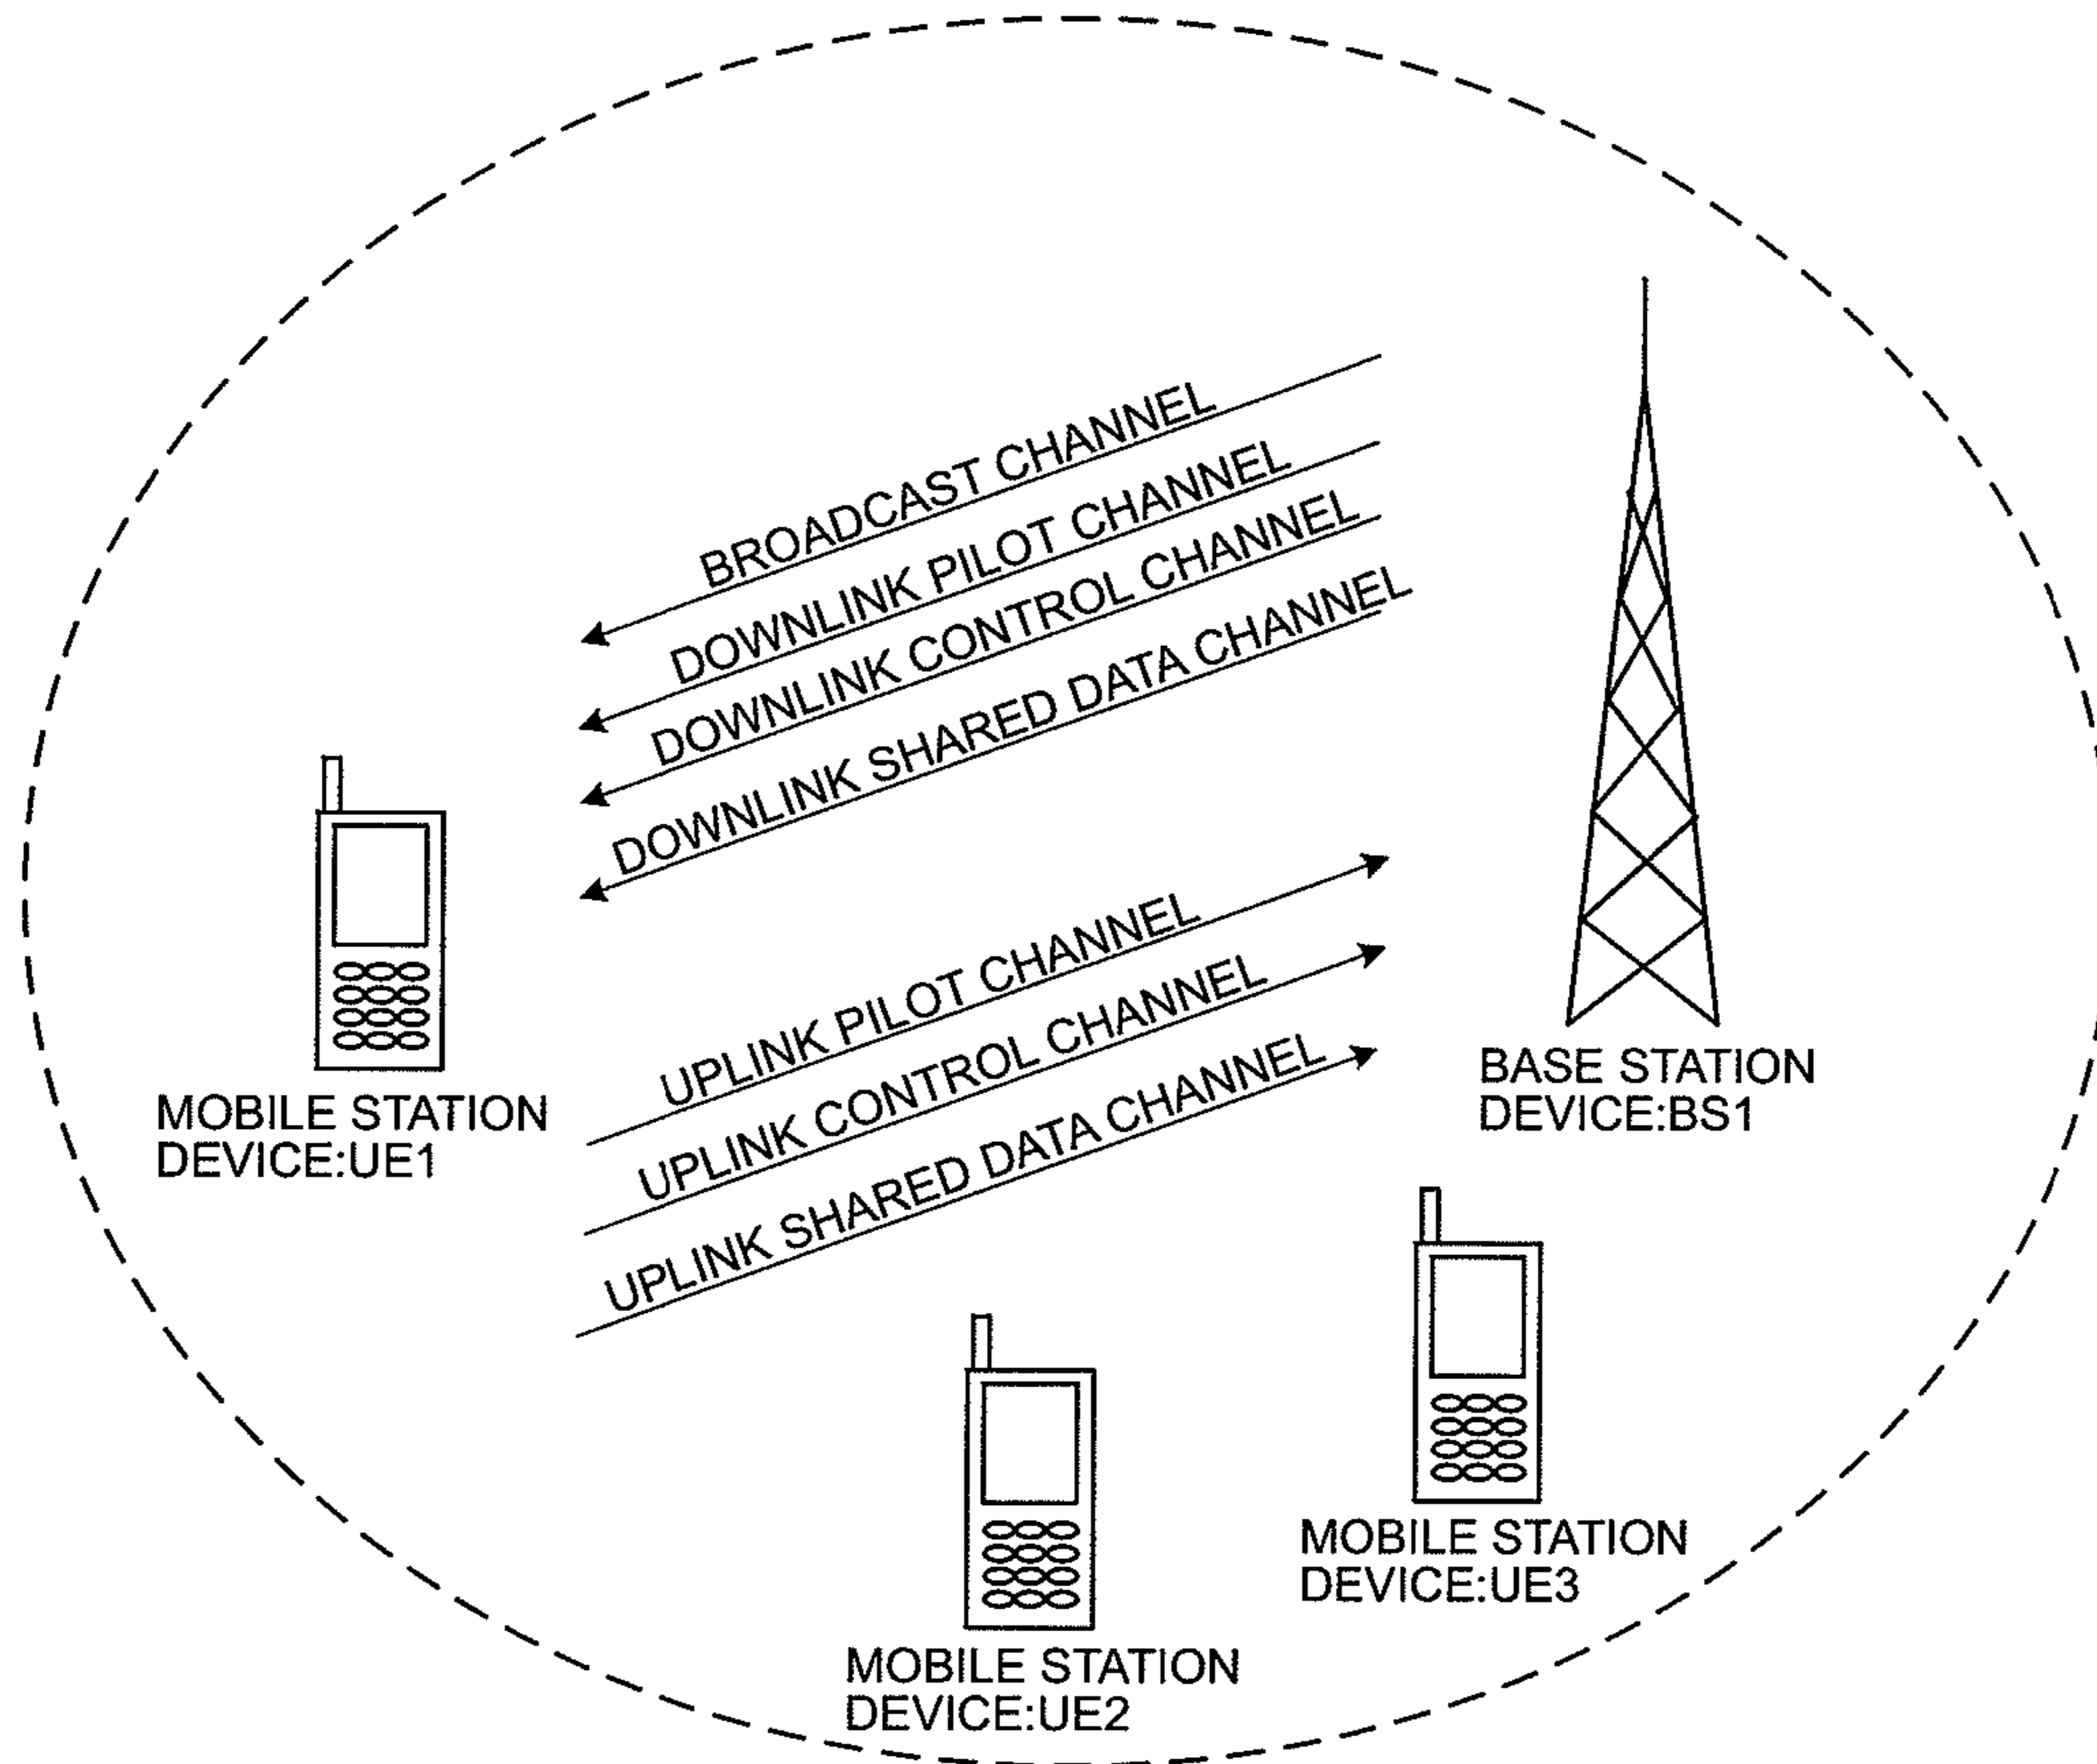 BROADCAST CHANNEL
DOWNLINK PILOT CHANNEL
DOWNLINK CONTROL CHANNEL
DOWNLINK SHARED DATA CHANNEL
UPLINK PILOT CHANNEL
UPLINK CONTROL CHANNEL
UPLINK SHARED DATA CHANNEL
MOBILE STATION
DEVICE:UE1
BASE STATION
DEVICE:BS1
MOBILE STATION
DEVICE:UE3
MOBILE STATION
DEVICE:UE2